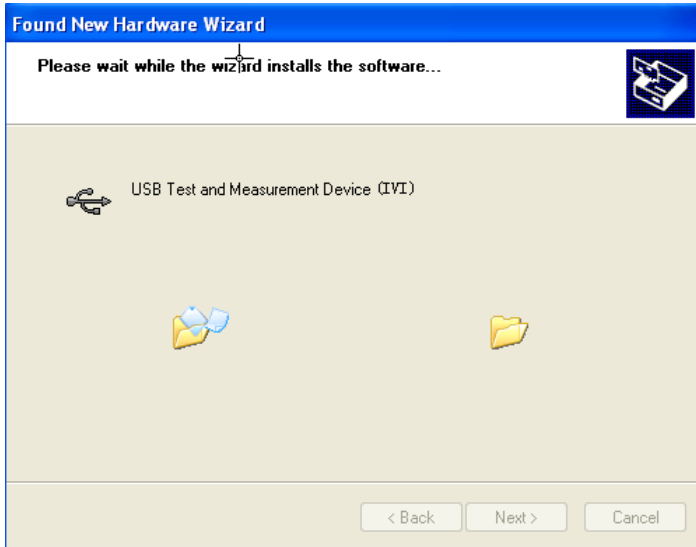 Found New Hardware Wizard
Please wait while the wizard installs the software...
USB Test and Measurement Device (IVI)
< Back
Next >
Cancel